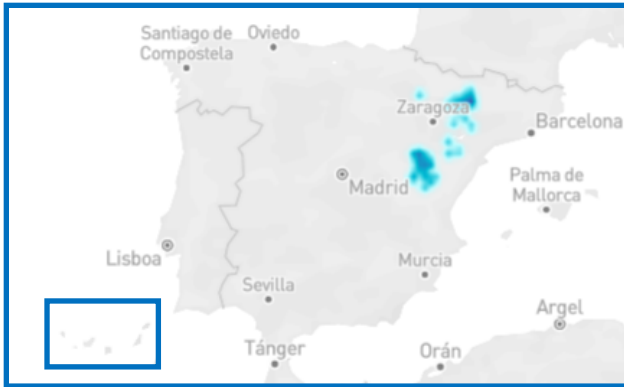 Santiago de
Compostela
Oviedo
Zaragoza
Barcelona
Madrid
Palma de
Mallorca
Lisboa
Murcia
Sevilla
Argel
Tánger
Orán